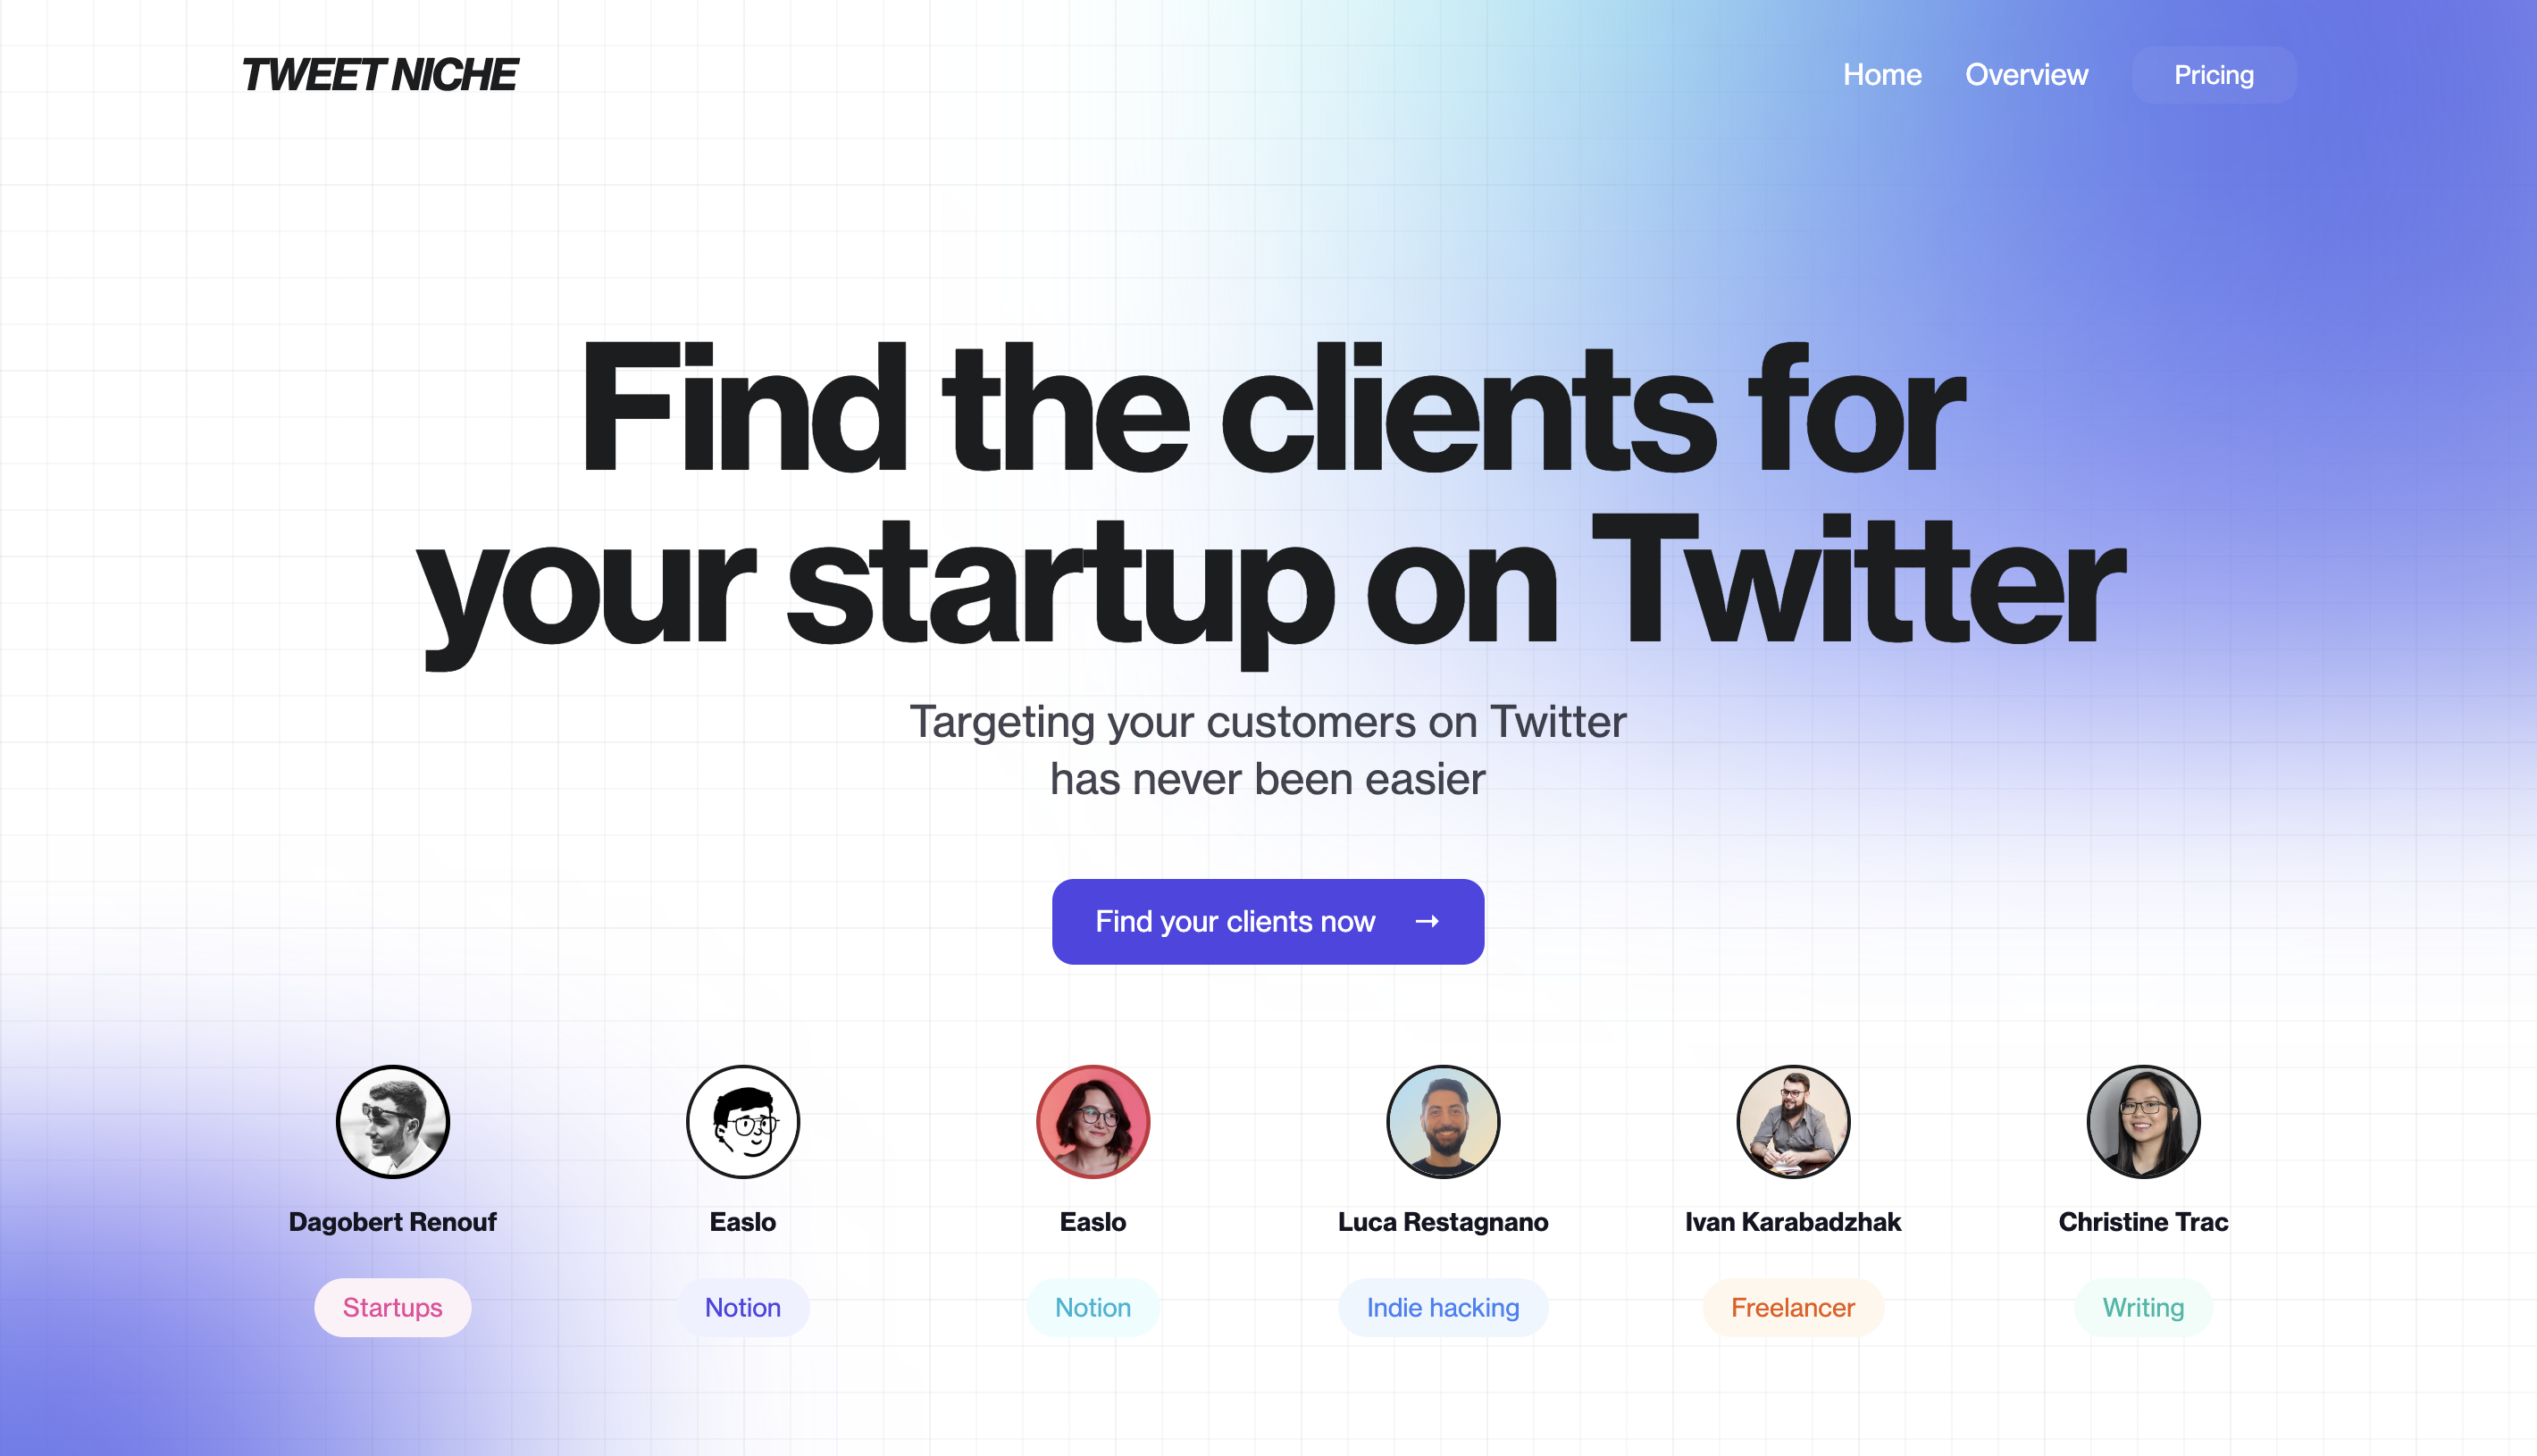 TWEET NICHE
Home Overview Pricing
Find the clients for
your startup on Twitter
Targeting your customers on Twitter
has never been easier
Find your clients now →
Dagobert Renouf
Easlo
Easlo
Luca Restagnano
Ivan Karabadzhak
Christine Trac
Startups
Notion
Notion
Indie hacking
Freelancer
Writing